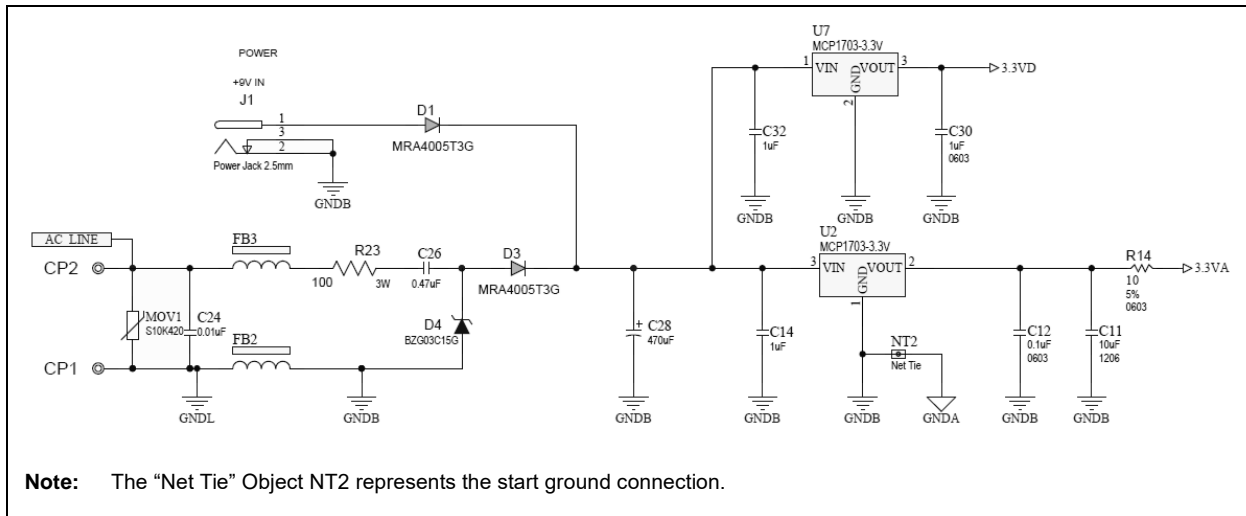 POWER
+9V IN
J1
1
3
2
Power Jack 2.5mm
GNDB
D1
MRA4005T3G
U7
MCP1703-3.3V
1
VIN
VOUT
3
GND
2
3.3VD
C32
1uF
C30
1uF
0603
GNDB
GNDB
GNDB
AC LINE
CP2
FB3
R23
100
3W
C26
0.47uF
D3
MRA4005T3G
MOV1
S10K420
C24
0.01uF
D4
BZG03C15G
FB2
CP1
GNDL
GNDB
C28
470uF
+
GNDB
C14
1uF
GNDB
U2
MCP1703-3.3V
3
VIN
VOUT
2
GND
1
NT2
Net Tie
GNDB
GNDA
C12
0.1uF
0603
GNDB
C11
10uF
1206
GNDB
R14
10
5%
0603
3.3VA
Note: The “Net Tie” Object NT2 represents the start ground connection.